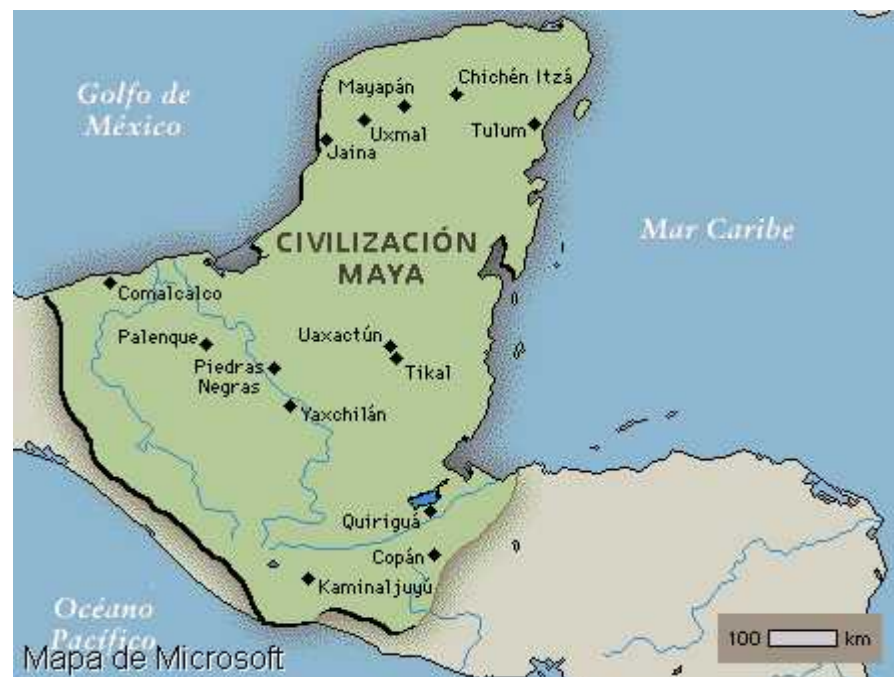 Golfo de
México
Mayapán
Chichén Itzá
Uxmal
Tulum
Jaina
CIVILIZACIÓN
MAYA
Mar Caribe
Comalcalco
Palenque
Uaxactún
Piedras
Negras
Tikal
Yaxchilán
Quiriguá
Copán
Kaminaljuyú
Océano
Pacífico
100 km
Mapa de Microsoft